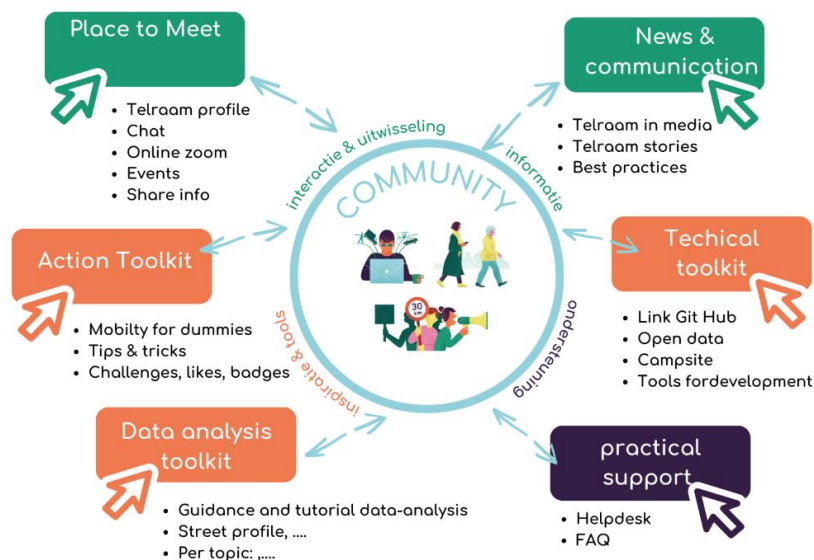 Place to Meet
• Telraam profile
• Chat
• Online zoom
• Events
• Share info
News &
communication
• Telraam in media
• Telraam stories
• Best practices
interactie & uitwisseling
informatie
COMMUNITY
30
km
inspiratie & tools
ondersteuning
Action Toolkit
• Mobilty for dummies
• Tips & tricks
• Challenges, likes, badges
Techical
toolkit
• Link Git Hub
• Open data
• Campsite
• Tools fordevelopment
Data analysis
toolkit
• Guidance and tutorial data-analysis
• Street profile, ....
• Per topic: ,....
practical
support
• Helpdesk
• FAQ